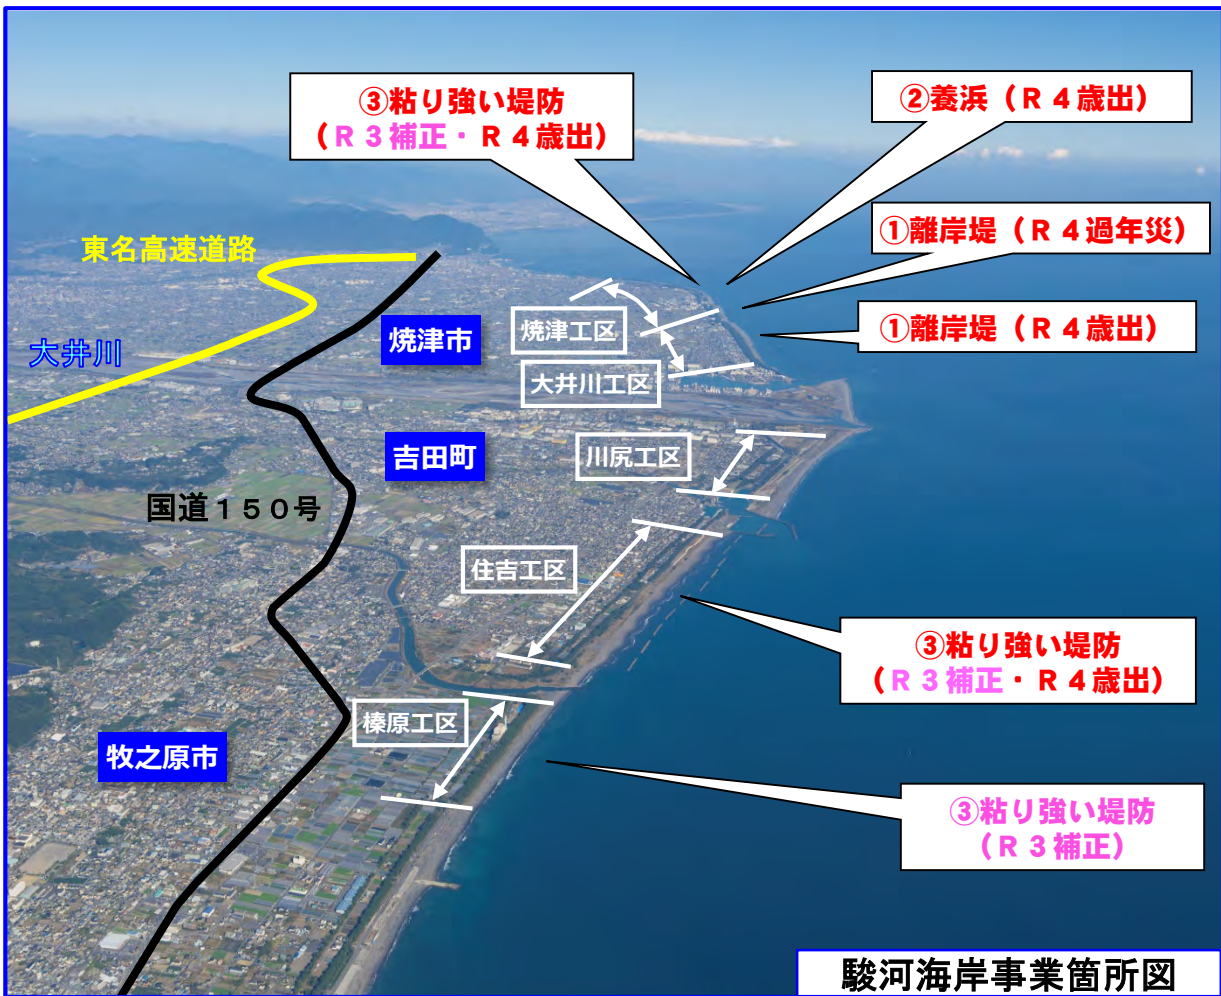 ③粘り強い堤防
（Ｒ３補正・Ｒ４歳出）
②養浜（Ｒ４歳出）
①離岸堤（Ｒ４過年災）
①離岸堤（Ｒ４歳出）
東名高速道路
大井川
焼津市
焼津工区
大井川工区
吉田町
川尻工区
国道１５０号
住吉工区
③粘り強い堤防
（Ｒ３補正・Ｒ４歳出）
榛原工区
牧之原市
③粘り強い堤防
（Ｒ３補正）
駿河海岸事業箇所図